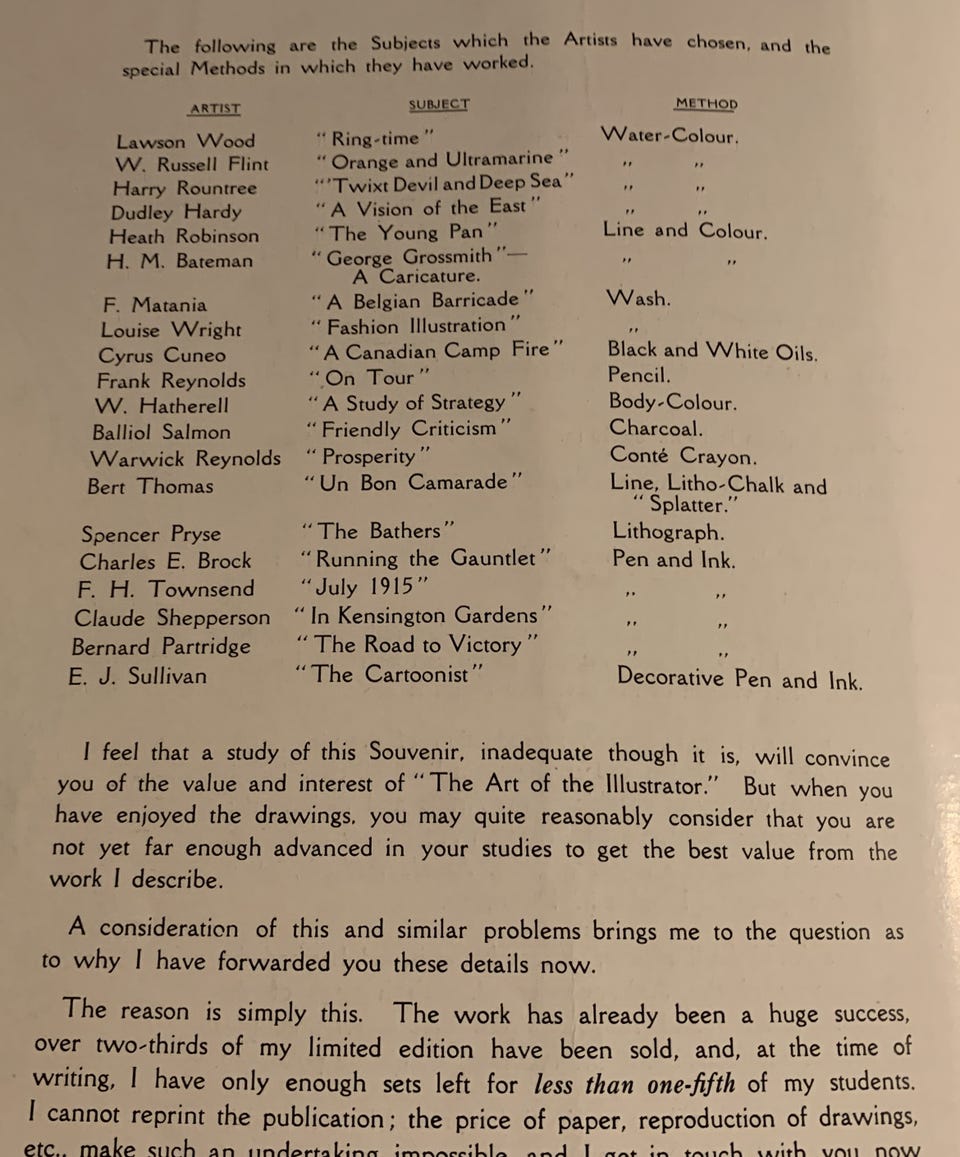 The following are the Subjects which the Artists have chosen, and the
special Methods in which they have worked.
ARTIST SUBJECT METHOD
Lawson Wood "Ring-time" Water-Colour.
W. Russell Flint "Orange and Ultramarine" ,, ,,
Harry Rountree "'Twixt Devil and Deep Sea" ,, ,,
Dudley Hardy "A Vision of the East" ,, ,,
Heath Robinson "The Young Pan" Line and Colour.
H. M. Bateman "George Grossmith"— ,, ,,
A Caricature.
F. Matania "A Belgian Barricade" Wash.
Louise Wright "Fashion Illustration" ,,
Cyrus Cuneo "A Canadian Camp Fire" Black and White Oils.
Frank Reynolds "On Tour" Pencil.
W. Hatherell "A Study of Strategy" Body-Colour.
Balliol Salmon "Friendly Criticism" Charcoal.
Warwick Reynolds "Prosperity" Conté Crayon.
Bert Thomas "Un Bon Camarade" Line, Litho-Chalk and
"Splatter."
Spencer Pryse "The Bathers" Lithograph.
Charles E. Brock "Running the Gauntlet" Pen and Ink.
F. H. Townsend "July 1915" ,, ,,
Claude Shepperson "In Kensington Gardens" ,, ,,
Bernard Partridge "The Road to Victory" ,, ,,
E. J. Sullivan "The Cartoonist" Decorative Pen and Ink.
I feel that a study of this Souvenir, inadequate though it is, will convince
you of the value and interest of "The Art of the Illustrator." But when you
have enjoyed the drawings, you may quite reasonably consider that you are
not yet far enough advanced in your studies to get the best value from the
work I describe.
A consideration of this and similar problems brings me to the question as
to why I have forwarded you these details now.
The reason is simply this. The work has already been a huge success,
over two-thirds of my limited edition have been sold, and, at the time of
writing, I have only enough sets left for less than one-fifth of my students.
I cannot reprint the publication; the price of paper, reproduction of drawings,
etc., make such an undertaking impossible, and I get in touch with you now